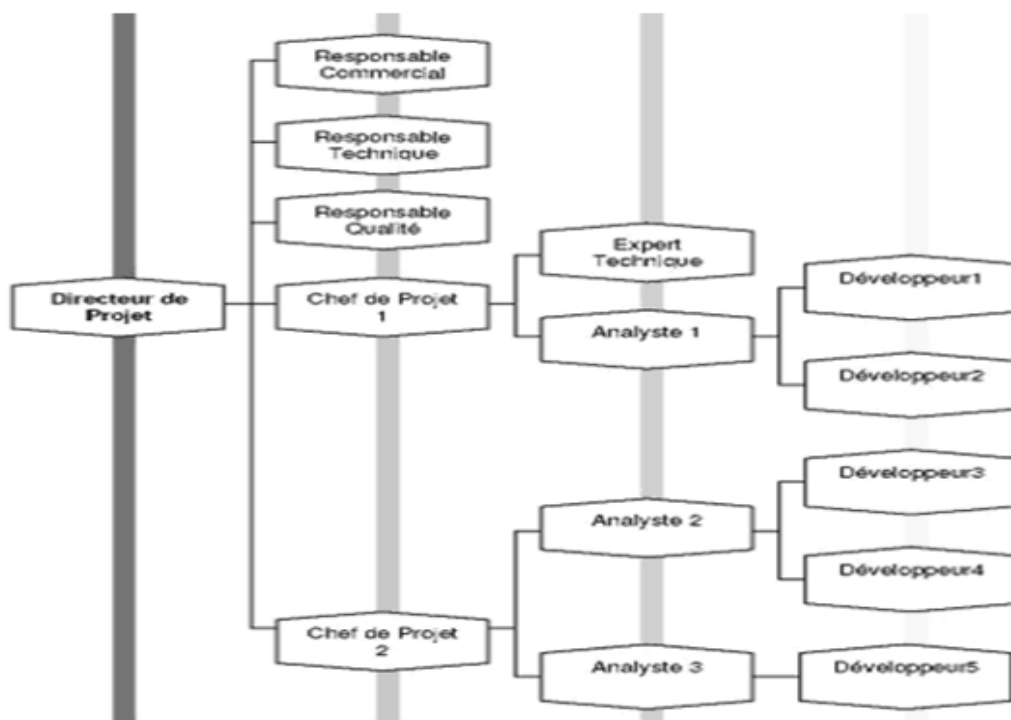 Responsable
Commercial
Responsable
Technique
Responsable
Qualité
Directeur de
Projet
Chef de Projet
1
Expert
Technique
Analyste 1
Développeur1
Développeur2
Chef de Projet
2
Analyste 2
Développeur3
Développeur4
Analyste 3
Développeur5